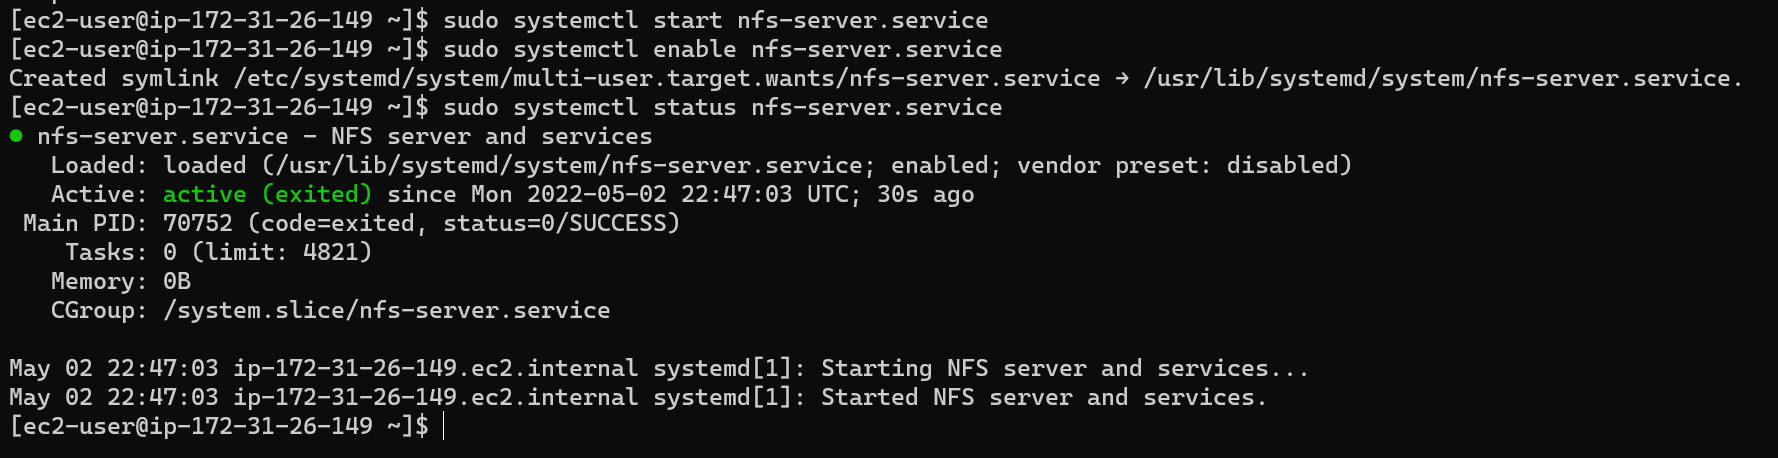 [ec2-user@ip-172-31-26-149 ~]$ sudo systemctl start nfs-server.service
[ec2-user@ip-172-31-26-149 ~]$ sudo systemctl enable nfs-server.service
Created symlink /etc/systemd/system/multi-user.target.wants/nfs-server.service → /usr/lib/systemd/system/nfs-server.service.
[ec2-user@ip-172-31-26-149 ~]$ sudo systemctl status nfs-server.service
● nfs-server.service - NFS server and services
   Loaded: loaded (/usr/lib/systemd/system/nfs-server.service; enabled; vendor preset: disabled)
   Active: active (exited) since Mon 2022-05-02 22:47:03 UTC; 30s ago
 Main PID: 70752 (code=exited, status=0/SUCCESS)
    Tasks: 0 (limit: 4821)
   Memory: 0B
   CGroup: /system.slice/nfs-server.service

May 02 22:47:03 ip-172-31-26-149.ec2.internal systemd[1]: Starting NFS server and services...
May 02 22:47:03 ip-172-31-26-149.ec2.internal systemd[1]: Started NFS server and services.
[ec2-user@ip-172-31-26-149 ~]$